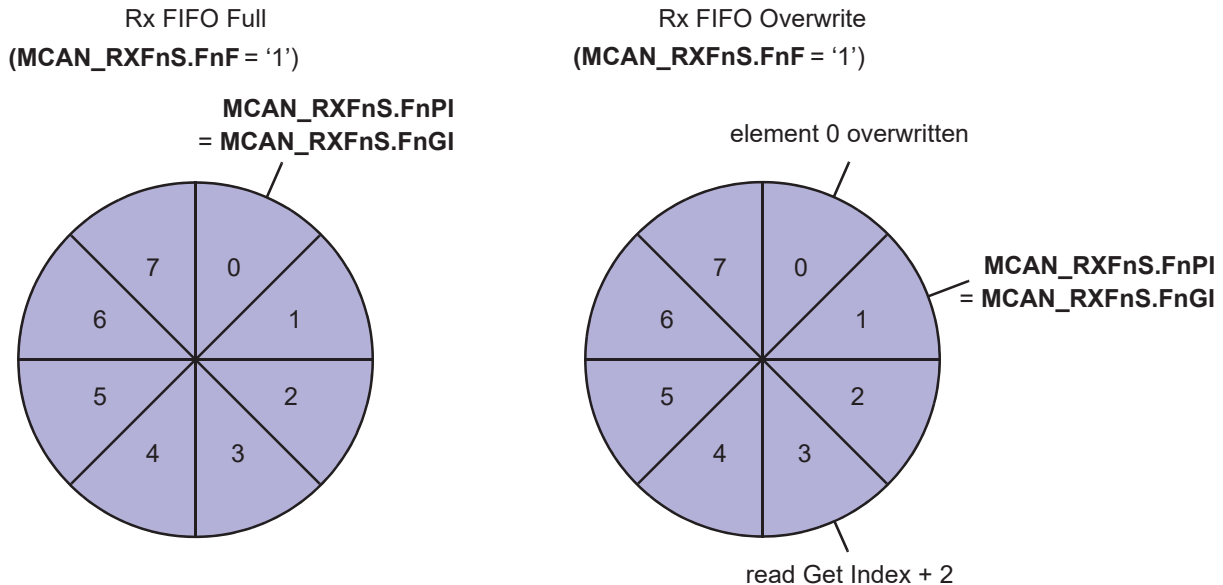 Rx FIFO Full
(MCAN_RXFnS.FnF = ‘1’)
MCAN_RXFnS.FnPI
= MCAN_RXFnS.FnGI
7
0
6
1
5
2
4
3
Rx FIFO Overwrite
(MCAN_RXFnS.FnF = ‘1’)
element 0 overwritten
MCAN_RXFnS.FnPI
= MCAN_RXFnS.FnGI
7
0
6
1
5
2
4
3
read Get Index + 2